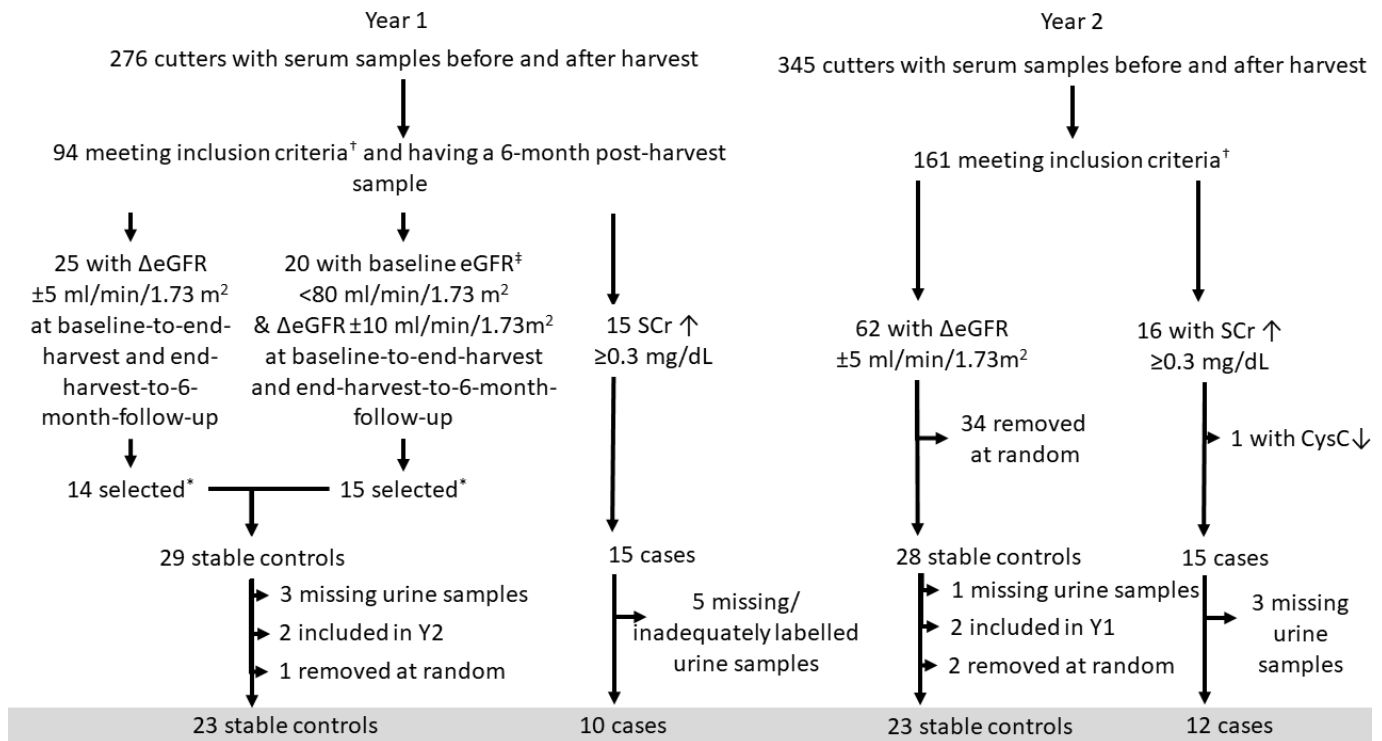 Year 1
276 cutters with serum samples before and after harvest
94 meeting inclusion criteria† and having a 6-month post-harvest
sample
25 with ΔeGFR
±5 ml/min/1.73 m²
at baseline-to-end-
harvest and end-
harvest-to-6-
month-follow-up
20 with baseline eGFR‡
<80 ml/min/1.73 m²
& ΔeGFR ±10 ml/min/1.73m²
at baseline-to-end-harvest
and end-harvest-to-6-month-
follow-up
15 SCr ↑
≥0.3 mg/dL
14 selected*
15 selected*
29 stable controls
15 cases
3 missing urine samples
2 included in Y2
1 removed at random
5 missing/
inadequately labelled
urine samples
23 stable controls
10 cases
Year 2
345 cutters with serum samples before and after harvest
161 meeting inclusion criteria†
62 with ΔeGFR
±5 ml/min/1.73m²
16 with SCr ↑
≥0.3 mg/dL
34 removed
at random
1 with CysC↓
28 stable controls
15 cases
1 missing urine samples
2 included in Y1
2 removed at random
3 missing
urine
samples
23 stable controls
12 cases